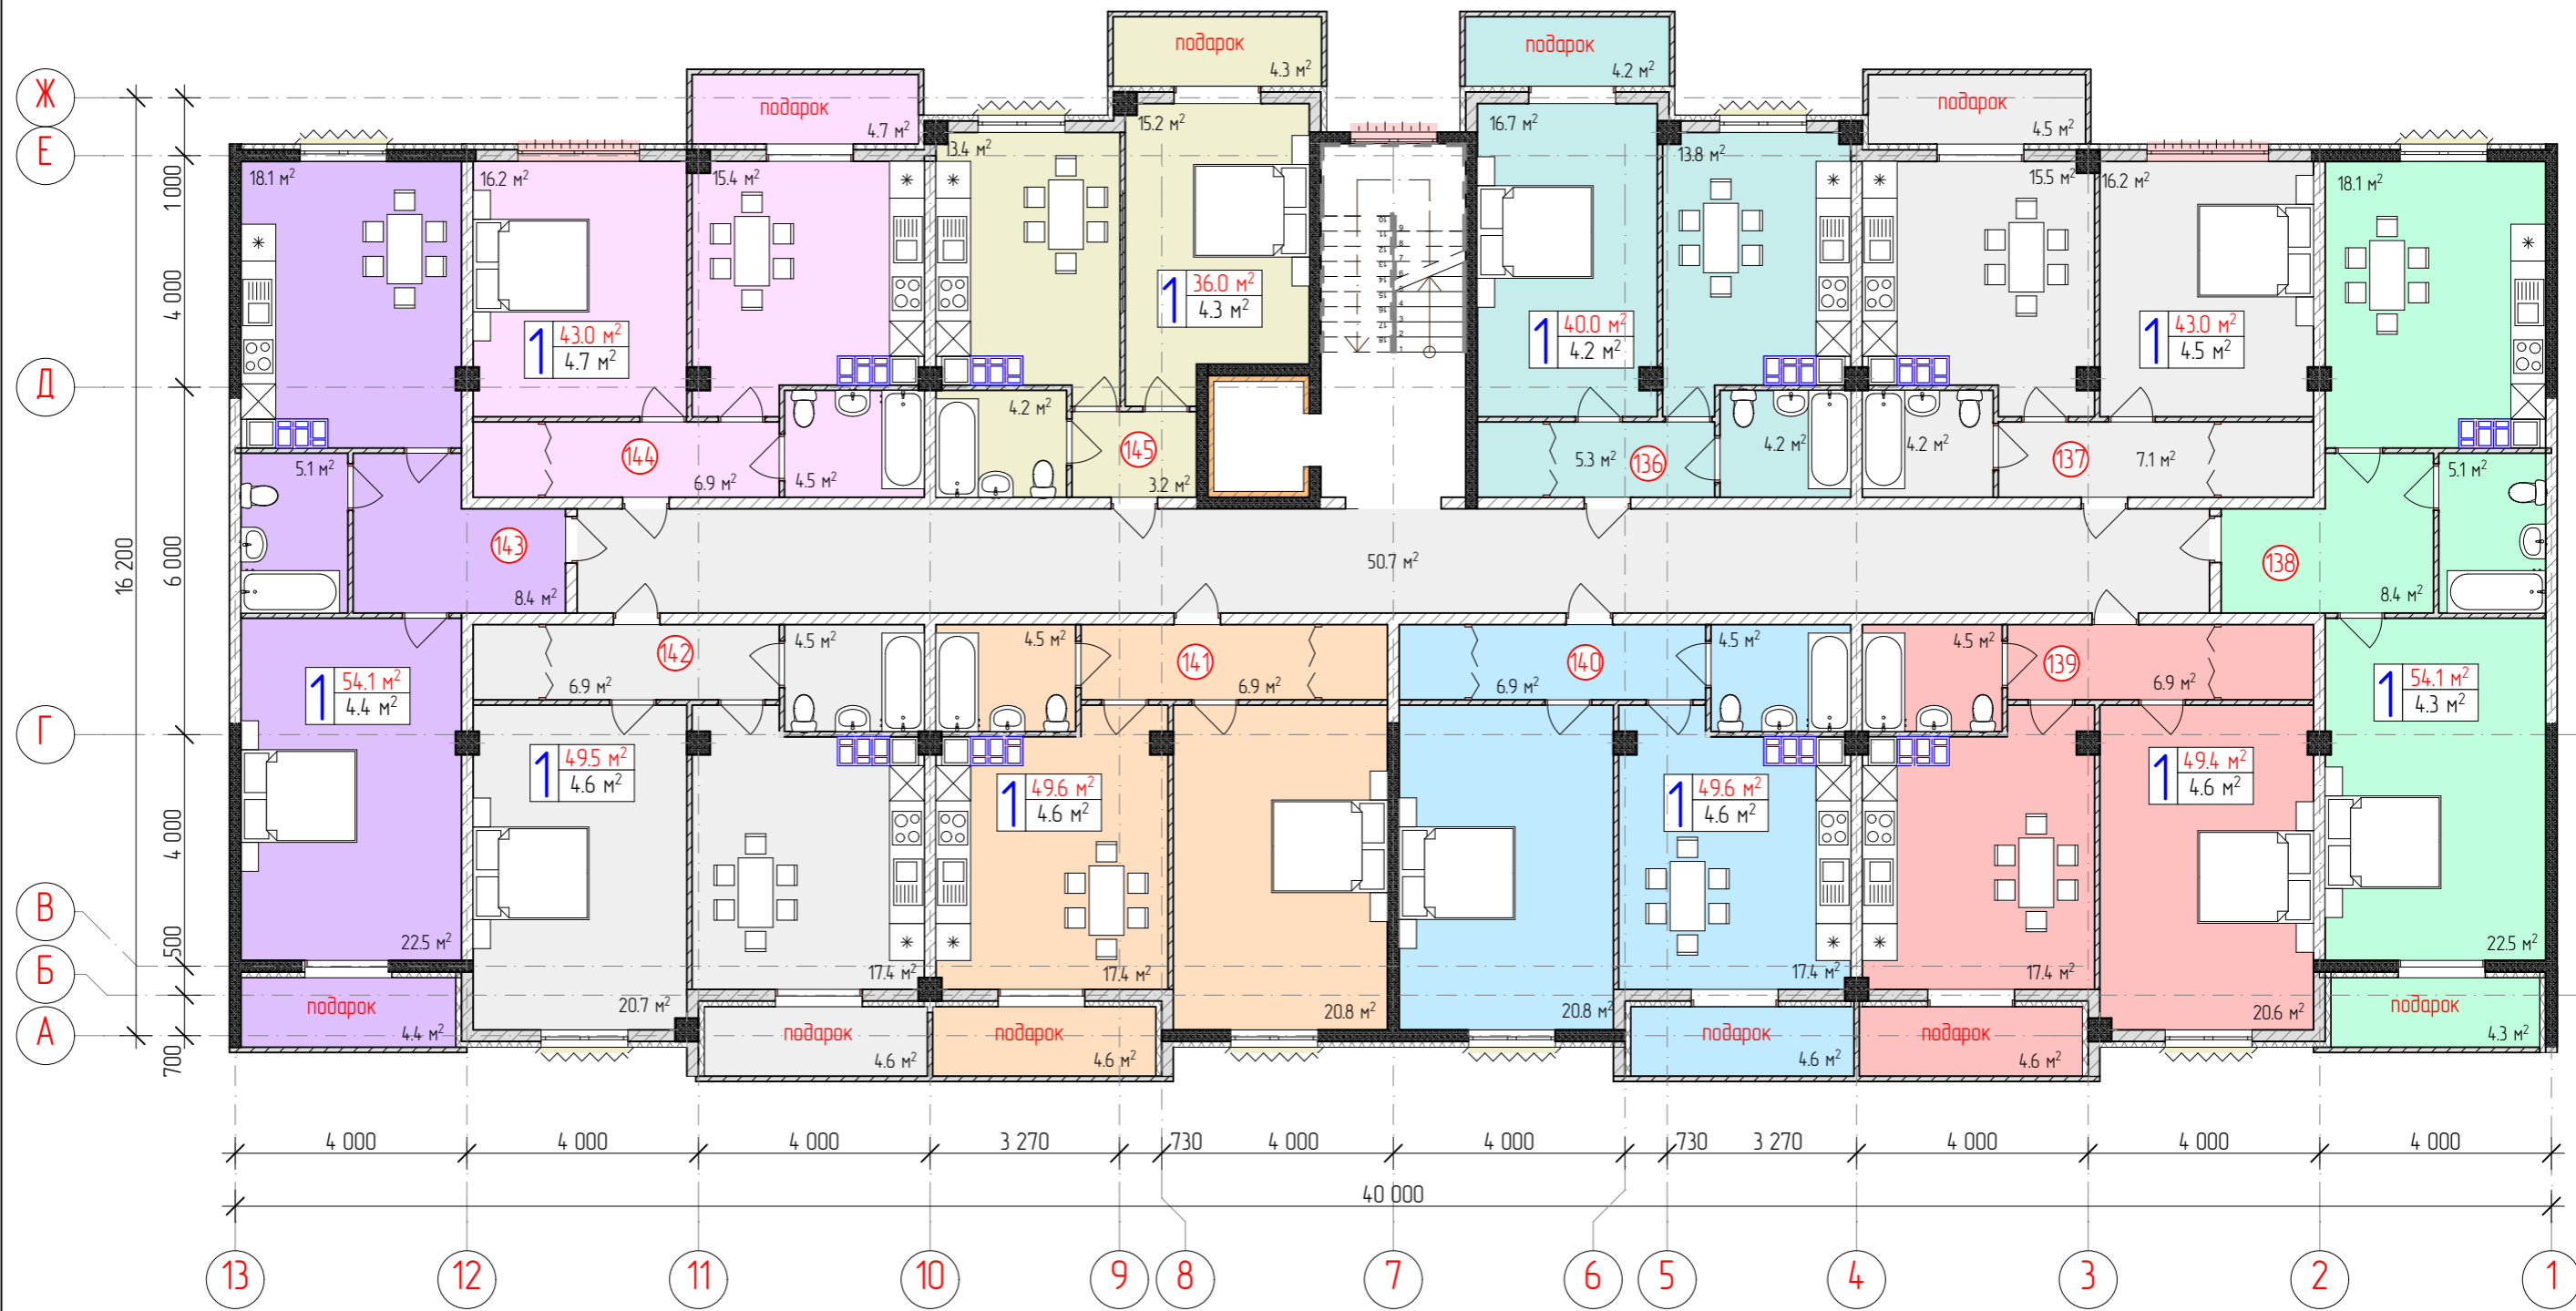 подарок
4.3 м²
подарок
4.2 м²
Ж
подарок
4.7 м²
подарок
4.5 м²
Е
18.1 м²
16.2 м²
15.4 м²
13.4 м²
15.2 м²
16.7 м²
13.8 м²
15.5 м²
16.2 м²
18.1 м²
1 000
4 000
1 43.0 м²
4.7 м²
1 36.0 м²
4.3 м²
1 40.0 м²
4.2 м²
1 43.0 м²
4.5 м²
Д
5.1 м²
144
6.9 м²
4.5 м²
4.2 м²
145
3.2 м²
5.3 м²
136
4.2 м²
4.2 м²
137
7.1 м²
5.1 м²
16 200
6 000
143
8.4 м²
50.7 м²
138
8.4 м²
142
6.9 м²
4.5 м²
4.5 м²
141
6.9 м²
140
6.9 м²
4.5 м²
4.5 м²
139
6.9 м²
1 54.1 м²
4.4 м²
1 54.1 м²
4.3 м²
Г
1 49.5 м²
4.6 м²
1 49.6 м²
4.6 м²
1 49.6 м²
4.6 м²
1 49.4 м²
4.6 м²
4 000
В
22.5 м²
17.4 м²
17.4 м²
17.4 м²
17.4 м²
22.5 м²
500
Б
подарок
4.4 м²
20.7 м²
20.8 м²
20.8 м²
20.6 м²
подарок
4.3 м²
А
700
подарок
4.6 м²
подарок
4.6 м²
подарок
4.6 м²
подарок
4.6 м²
4 000
4 000
4 000
3 270
730
4 000
4 000
730
3 270
4 000
4 000
4 000
40 000
13
12
11
10
9
8
7
6
5
4
3
2
1